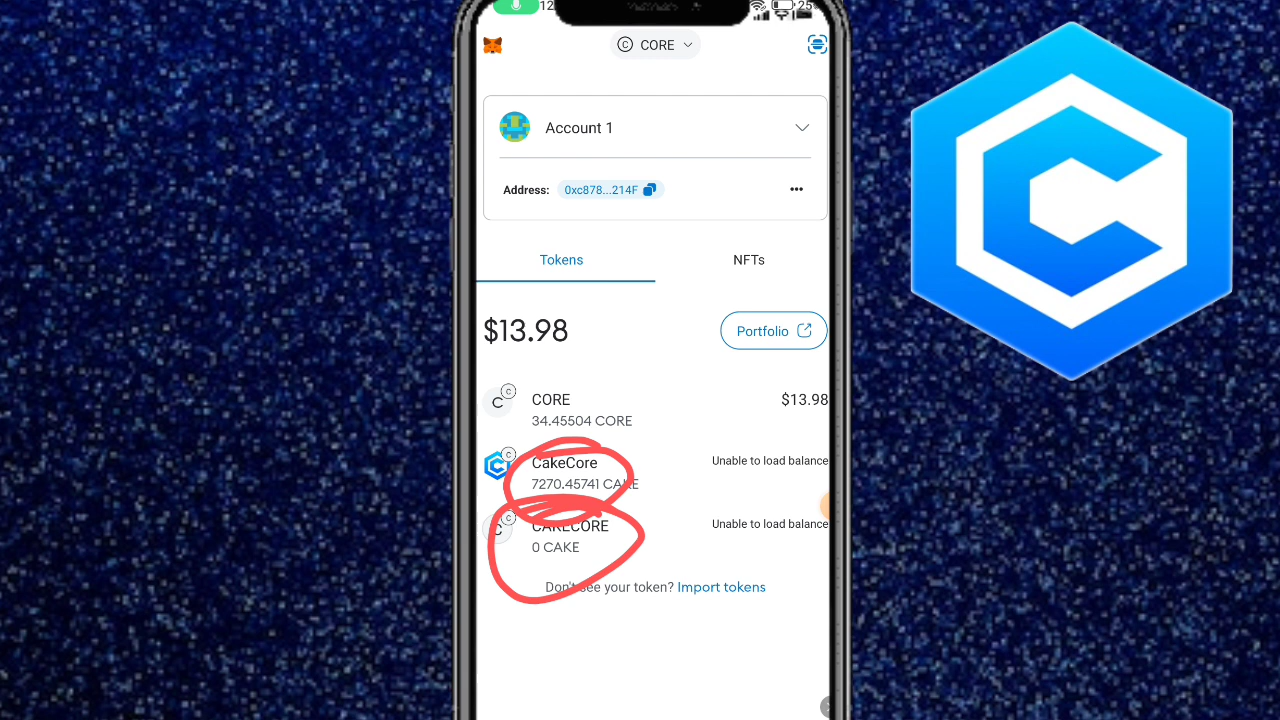 12
25
CORE
Account 1
Address: 0xc878...214F
Tokens
NFTs
$13.98
Portfolio
CORE
$13.98
34.45504 CORE
CakeCore
Unable to load balance
7270.45741 CAKE
CAKECORE
Unable to load balance
0 CAKE
Don't see your token? Import tokens